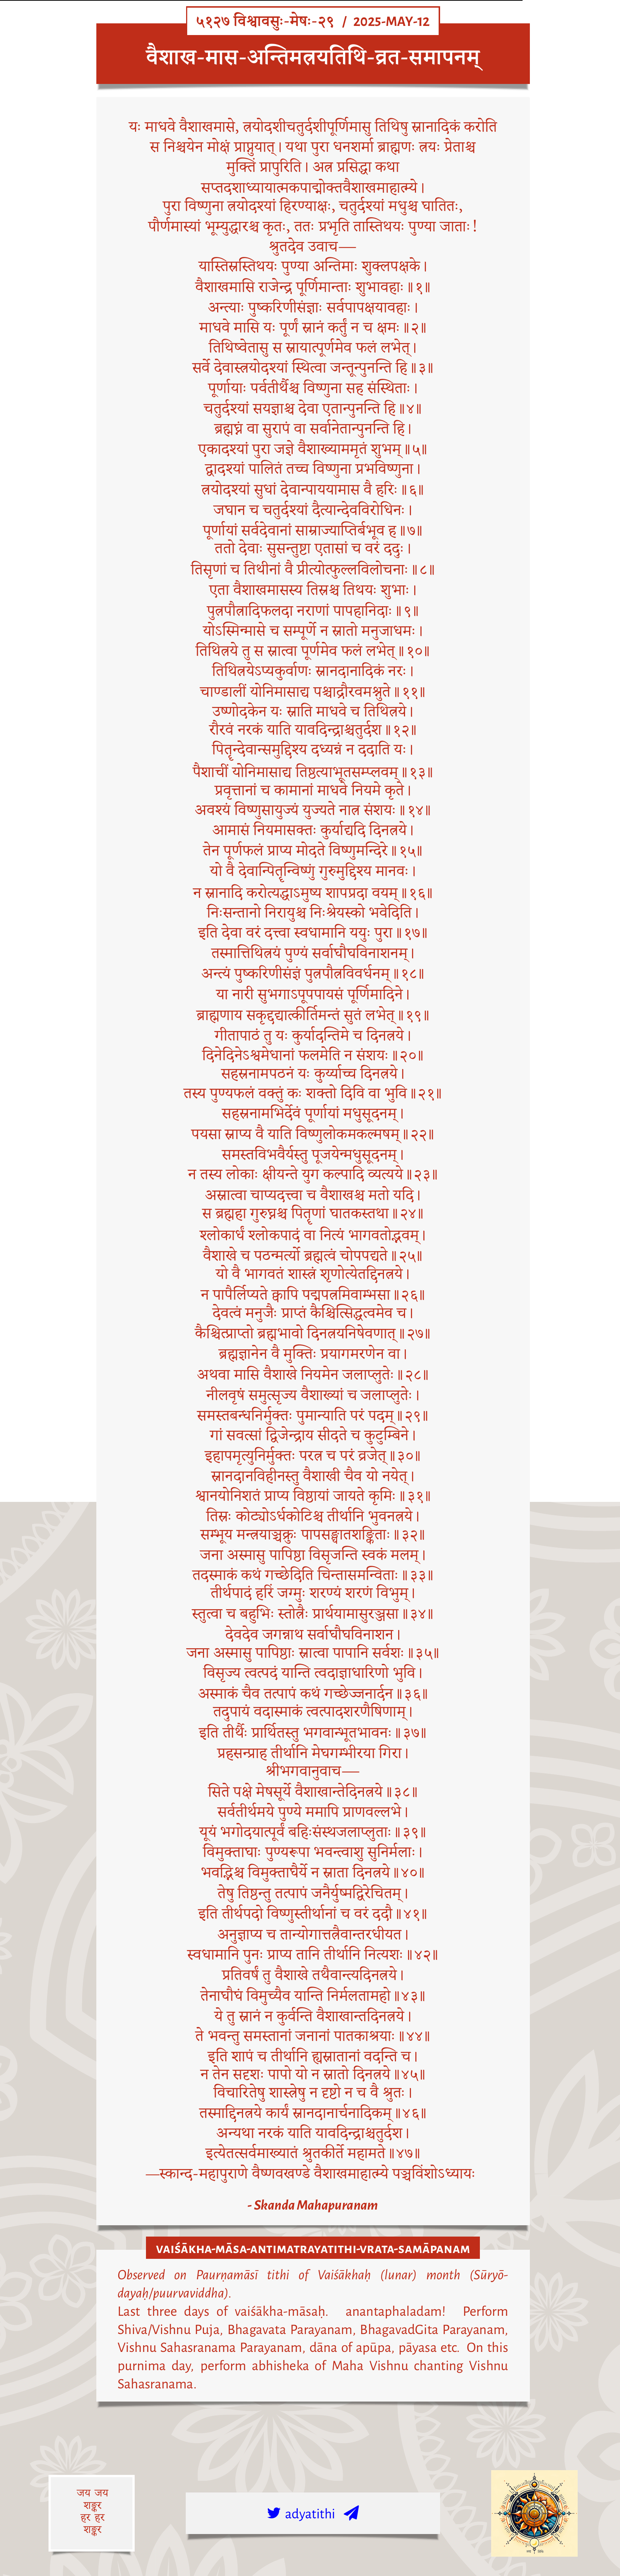 ५१२७ विश्वावसुः-मेषः-२९ / 2025-MAY-12
वैशाख-मास-अन्तिमत्रयतिथि-व्रत-समापनम्
यः माधवे वैशाखमासे, त्रयोदशीचतुर्दशीपूर्णिमासु तिथिषु स्नानादिकं करोति
स निश्चयेन मोक्षं प्राप्नुयात्। यथा पुरा धनशर्मा ब्राह्मणः त्रयः प्रेताश्च
मुक्तिं प्रापुरिति। अत्र प्रसिद्धा कथा
सप्तदशाध्यायात्मकपाद्मोक्तवैशाखमाहात्म्ये।
पुरा विष्णुना त्रयोदश्यां हिरण्याक्षः, चतुर्दश्यां मधुश्च घातितः,
पौर्णमास्यां भूम्युद्धारश्च कृतः, ततः प्रभृति तास्तिथयः पुण्या जाताः!
श्रुतदेव उवाच—
यास्तिस्रस्तिथयः पुण्या अन्तिमाः शुक्लपक्षके।
वैशाखमासि राजेन्द्र पूर्णिमान्ताः शुभावहाः॥१॥
अन्त्याः पुष्करिणीसंज्ञाः सर्वपापक्षयावहाः।
माधवे मासि यः पूर्णं स्नानं कर्तुं न च क्षमः॥२॥
तिथिष्वेतासु स स्नायात्पूर्णमेव फलं लभेत्।
सर्वे देवास्त्रयोदश्यां स्थित्वा जन्तून्पुनन्ति हि॥३॥
पूर्णायाः पर्वतीर्थैश्च विष्णुना सह संस्थिताः।
चतुर्दश्यां सयज्ञाश्च देवा एतान्पुनन्ति हि॥४॥
ब्रह्मघ्नं वा सुरापं वा सर्वानेतान्पुनन्ति हि।
एकादश्यां पुरा जज्ञे वैशाख्याममृतं शुभम्॥५॥
द्वादश्यां पालितं तच्च विष्णुना प्रभविष्णुना।
त्रयोदश्यां सुधां देवान्पाययामास वै हरिः॥६॥
जघान च चतुर्दश्यां दैत्यान्देवविरोधिनः।
पूर्णायां सर्वदेवानां साम्राज्याप्तिर्बभूव ह॥७॥
ततो देवाः सुसन्तुष्टा एतासां च वरं ददुः।
तिसृणां च तिथीनां वै प्रीत्योत्फुल्लविलोचनाः॥८॥
एता वैशाखमासस्य तिस्रश्च तिथयः शुभाः।
पुत्रपौत्रादिफलदा नराणां पापहानिदाः॥९॥
योऽस्मिन्मासे च सम्पूर्णे न स्नातो मनुजाधमः।
तिथित्रये तु स स्नात्वा पूर्णमेव फलं लभेत्॥१०॥
तिथित्रयेऽप्यकुर्वाणः स्नानदानादिकं नरः।
चाण्डालीं योनिमासाद्य पश्चाद्रौरवमश्नुते॥११॥
उष्णोदकेन यः स्नाति माधवे च तिथित्रये।
रौरवं नरकं याति यावदिन्द्राश्चतुर्दश॥१२॥
पितॄन्देवान्समुद्दिश्य दध्यन्नं न ददाति यः।
पैशाचीं योनिमासाद्य तिष्ठत्याभूतसम्प्लवम्॥१३॥
प्रवृत्तानां च कामानां माधवे नियमे कृते।
अवश्यं विष्णुसायुज्यं युज्यते नात्र संशयः॥१४॥
आमासं नियमासक्तः कुर्याद्यदि दिनत्रये।
तेन पूर्णफलं प्राप्य मोदते विष्णुमन्दिरे॥१५॥
यो वै देवान्पितॄन्विष्णुं गुरुमुद्दिश्य मानवः।
न स्नानादि करोत्यद्धाऽमुष्य शापप्रदा वयम्॥१६॥
निःसन्तानो निरायुश्च निःश्रेयस्को भवेदिति।
इति देवा वरं दत्त्वा स्वधामानि ययुः पुरा॥१७॥
तस्मात्तिथित्रयं पुण्यं सर्वाघौघविनाशनम्।
अन्त्यं पुष्करिणीसंज्ञं पुत्रपौत्रविवर्धनम्॥१८॥
या नारी सुभगाऽपूपपायसं पूर्णिमादिने।
ब्राह्मणाय सकृद्दद्यात्कीर्तिमन्तं सुतं लभेत्॥१९॥
गीतापाठं तु यः कुर्यादन्तिमे च दिनत्रये।
दिनेदिनेऽश्वमेधानां फलमेति न संशयः॥२०॥
सहस्रनामपठनं यः कुर्य्याच्च दिनत्रये।
तस्य पुण्यफलं वक्तुं कः शक्तो दिवि वा भुवि॥२१॥
सहस्रनामभिर्देवं पूर्णायां मधुसूदनम्।
पयसा स्नाप्य वै याति विष्णुलोकमकल्मषम्॥२२॥
समस्तविभवैर्यस्तु पूजयेन्मधुसूदनम्।
न तस्य लोकाः क्षीयन्ते युग कल्पादि व्यत्यये॥२३॥
अस्नात्वा चाप्यदत्त्वा च वैशाखश्च मतो यदि।
स ब्रह्महा गुरुघ्नश्च पितॄणां घातकस्तथा॥२४॥
श्लोकार्धं श्लोकपादं वा नित्यं भागवतोद्भवम्।
वैशाखे च पठन्मर्त्यो ब्रह्मत्वं चोपपद्यते॥२५॥
यो वै भागवतं शास्त्रं शृणोत्येतद्दिनत्रये।
न पापैर्लिप्यते क्वापि पद्मपत्रमिवाम्भसा॥२६॥
देवत्वं मनुजैः प्राप्तं कैश्चित्सिद्धत्वमेव च।
कैश्चित्प्राप्तो ब्रह्मभावो दिनत्रयनिषेवणात्॥२७॥
ब्रह्मज्ञानेन वै मुक्तिः प्रयागमरणेन वा।
अथवा मासि वैशाखे नियमेन जलाप्लुतेः॥२८॥
नीलवृषं समुत्सृज्य वैशाख्यां च जलाप्लुतेः।
समस्तबन्धनिर्मुक्तः पुमान्याति परं पदम्॥२९॥
गां सवत्सां द्विजेन्द्राय सीदते च कुटुम्बिने।
इहापमृत्युनिर्मुक्तः परत्र च परं व्रजेत्॥३०॥
स्नानदानविहीनस्तु वैशाखी चैव यो नयेत्।
श्वानयोनिशतं प्राप्य विष्ठायां जायते कृमिः॥३१॥
तिस्रः कोट्योऽर्धकोटिश्च तीर्थानि भुवनत्रये।
सम्भूय मन्त्रयाञ्चक्रुः पापसङ्घातशङ्किताः॥३२॥
जना अस्मासु पापिष्ठा विसृजन्ति स्वकं मलम्।
तदस्माकं कथं गच्छेदिति चिन्तासमन्विताः॥३३॥
तीर्थपादं हरिं जग्मुः शरण्यं शरणं विभुम्।
स्तुत्वा च बहुभिः स्तोत्रैः प्रार्थयामासुरञ्जसा॥३४॥
देवदेव जगन्नाथ सर्वाघौघविनाशन।
जना अस्मासु पापिष्ठाः स्नात्वा पापानि सर्वशः॥३५॥
विसृज्य त्वत्पदं यान्ति त्वदाज्ञाधारिणो भुवि।
अस्माकं चैव तत्पापं कथं गच्छेज्जनार्दन॥३६॥
तदुपायं वदास्माकं त्वत्पादशरणैषिणाम्।
इति तीर्थैः प्रार्थितस्तु भगवान्भूतभावनः॥३७॥
प्रहसन्प्राह तीर्थानि मेघगम्भीरया गिरा।
श्रीभगवानुवाच—
सिते पक्षे मेषसूर्ये वैशाखान्तेदिनत्रये॥३८॥
सर्वतीर्थमये पुण्ये ममापि प्राणवल्लभे।
यूयं भगोदयात्पूर्वं बहिःसंस्थजलाप्लुताः॥३९॥
विमुक्ताघाः पुण्यरूपा भवन्त्वाशु सुनिर्मलाः।
भवद्भिश्च विमुक्ताघैर्ये न स्नाता दिनत्रये॥४०॥
तेषु तिष्ठन्तु तत्पापं जनैर्युष्मद्विरेचितम्।
इति तीर्थपदो विष्णुस्तीर्थानां च वरं ददौ॥४१॥
अनुज्ञाप्य च तान्योगात्तत्रैवान्तरधीयत।
स्वधामानि पुनः प्राप्य तानि तीर्थानि नित्यशः॥४२॥
प्रतिवर्षं तु वैशाखे तथैवान्त्यदिनत्रये।
तेनाघौघं विमुच्यैव यान्ति निर्मलतामहो॥४३॥
ये तु स्नानं न कुर्वन्ति वैशाखान्तदिनत्रये।
ते भवन्तु समस्तानां जनानां पातकाश्रयाः॥४४॥
इति शापं च तीर्थानि ह्यस्नातानां वदन्ति च।
न तेन सदृशः पापो यो न स्नातो दिनत्रये॥४५॥
विचारितेषु शास्त्रेषु न दृष्टो न च वै श्रुतः।
तस्माद्दिनत्रये कार्यं स्नानदानार्चनादिकम्॥४६॥
अन्यथा नरकं याति यावदिन्द्राश्चतुर्दश।
इत्येतत्सर्वमाख्यातं श्रुतकीर्ते महामते॥४७॥
—स्कान्द-महापुराणे वैष्णवखण्डे वैशाखमाहात्म्ये पञ्चविंशोऽध्यायः
- Skanda Mahapuranam
VAIŚĀKHA-MĀSA-ANTIMATRAYATITHI-VRATA-SAMĀPANAM
Observed on Paurṇamāsī tithi of Vaiśākhaḥ (lunar) month (Sūryō-
dayaḥ/puurvaviddha).
Last three days of vaiśākha-māsaḥ. anantaphaladam! Perform
Shiva/Vishnu Puja, Bhagavata Parayanam, BhagavadGita Parayanam,
Vishnu Sahasranama Parayanam, dāna of apūpa, pāyasa etc. On this
purnima day, perform abhisheka of Maha Vishnu chanting Vishnu
Sahasranama.
जय जय
शङ्कर
हर हर
शङ्कर
adyatithi